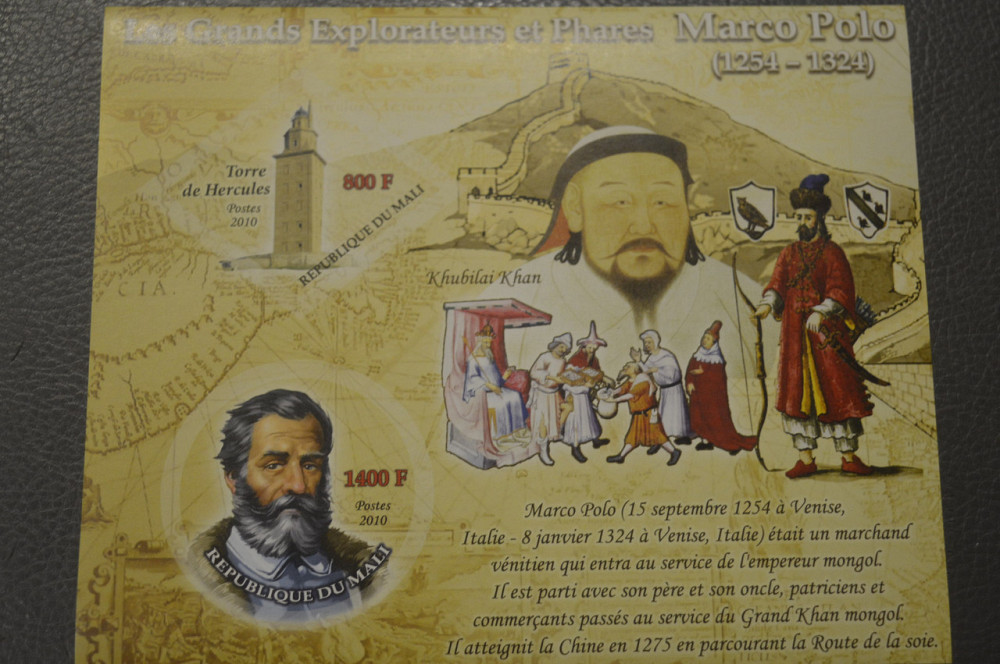 Les Grands Explorateurs et Phares Marco Polo
(1254 – 1324)
Torre
de Hercules
Postes
2010
800 F
REPUBLIQUE DU MALI
Khubilai Khan
CIA
1400 F
Postes
2010
REPUBLIQUE DU MALI
Marco Polo (15 septembre 1254 à Venise,
Italie - 8 janvier 1324 à Venise, Italie) était un marchand
vénitien qui entra au service de l'empereur mongol.
Il est parti avec son père et son oncle, patriciens et
commerçants passés au service du Grand Khan mongol.
Il atteignit la Chine en 1275 en parcourant la Route de la soie.